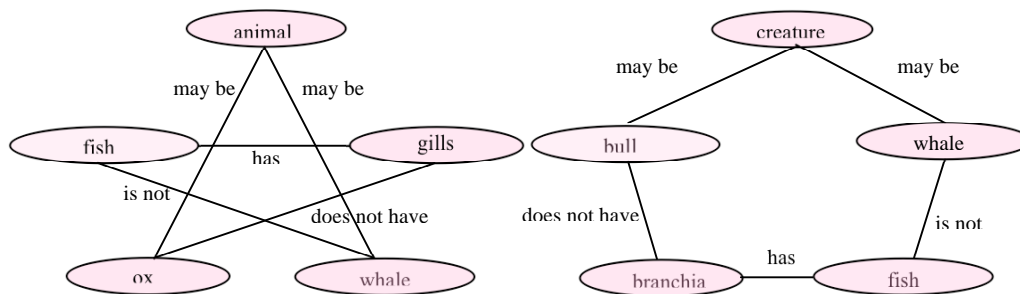 animal
may be
may be
fish
has
gills
is not
does not have
ox
whale
creature
may be
may be
bull
whale
does not have
is not
branchia
has
fish